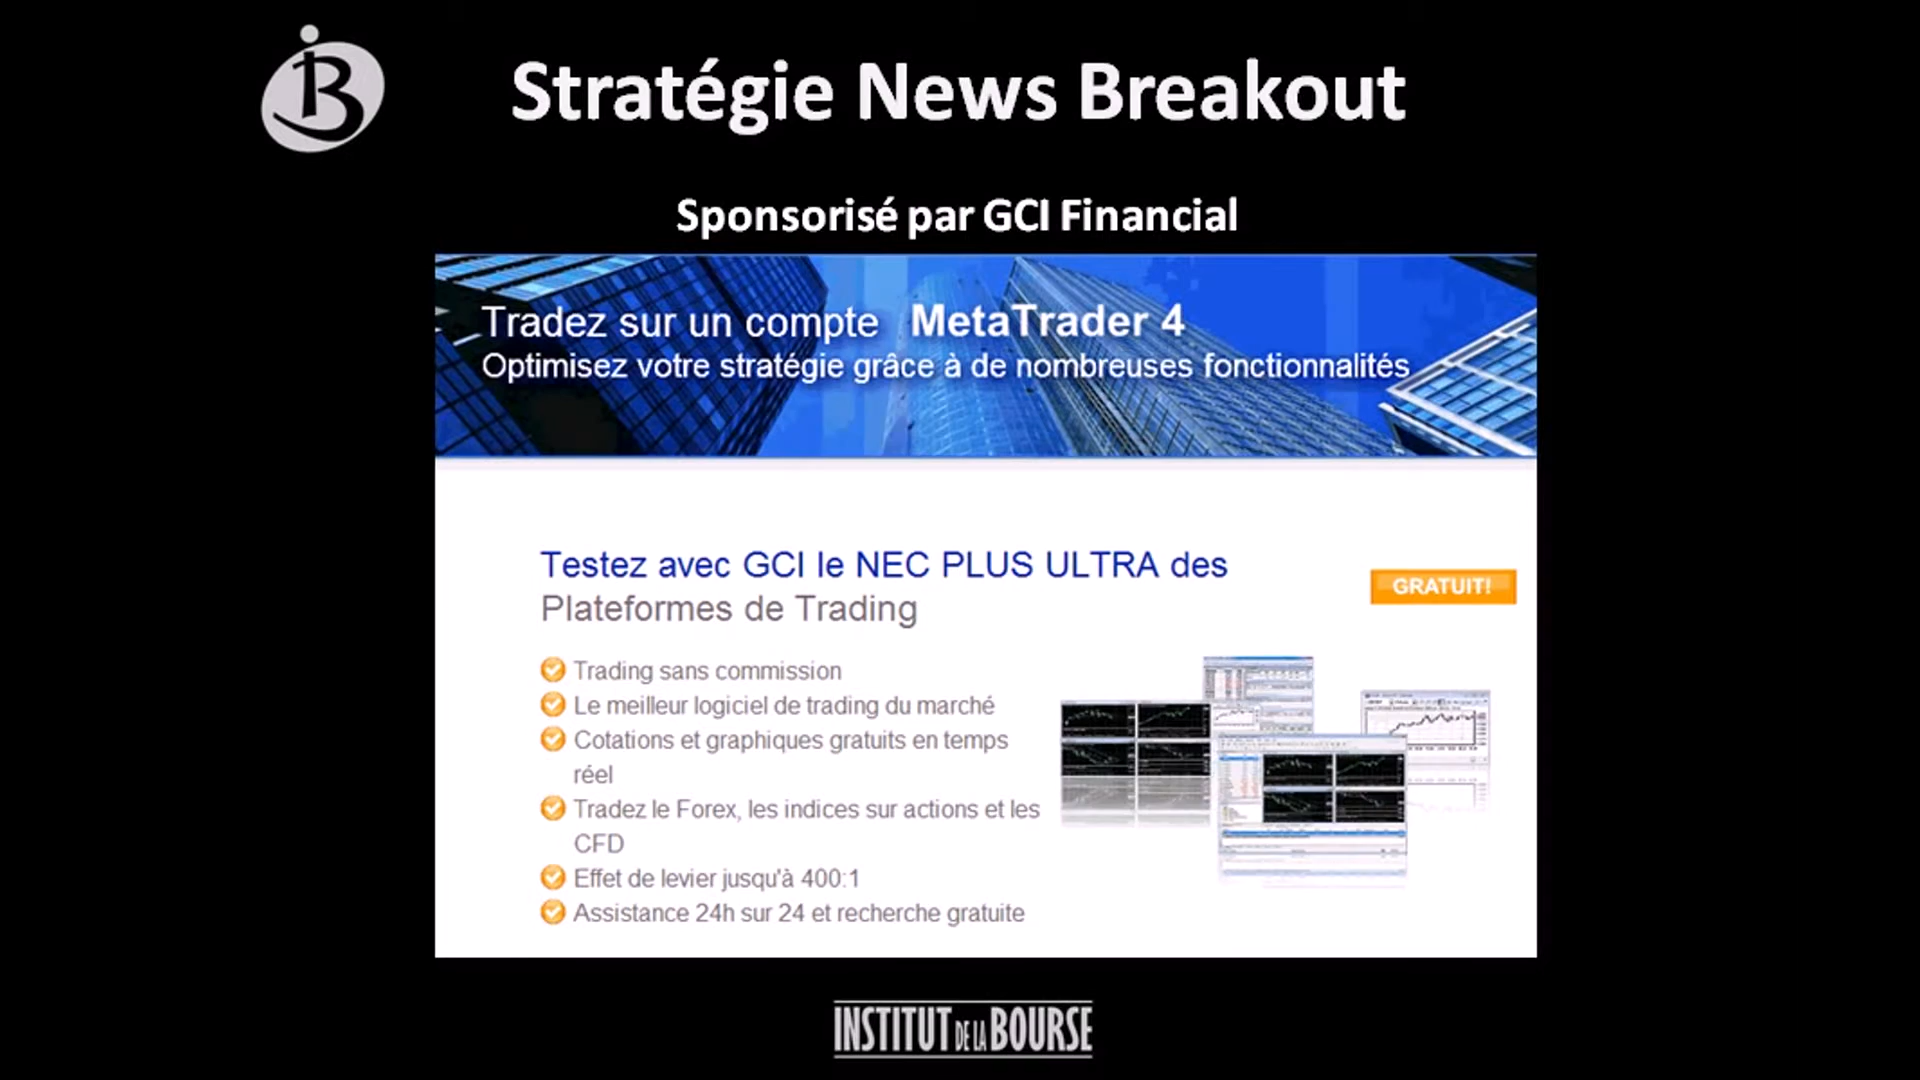 Stratégie News Breakout
Sponsorisé par GCI Financial
Tradez sur un compte MetaTrader 4
Optimisez votre stratégie grâce à de nombreuses fonctionnalités
Testez avec GCI le NEC PLUS ULTRA des
Plateformes de Trading
GRATUIT!
Trading sans commission
Le meilleur logiciel de trading du marché
Cotations et graphiques gratuits en temps
réel
Tradez le Forex, les indices sur actions et les
CFD
Effet de levier jusqu'à 400:1
Assistance 24h sur 24 et recherche gratuite
INSTITUT DE LA BOURSE